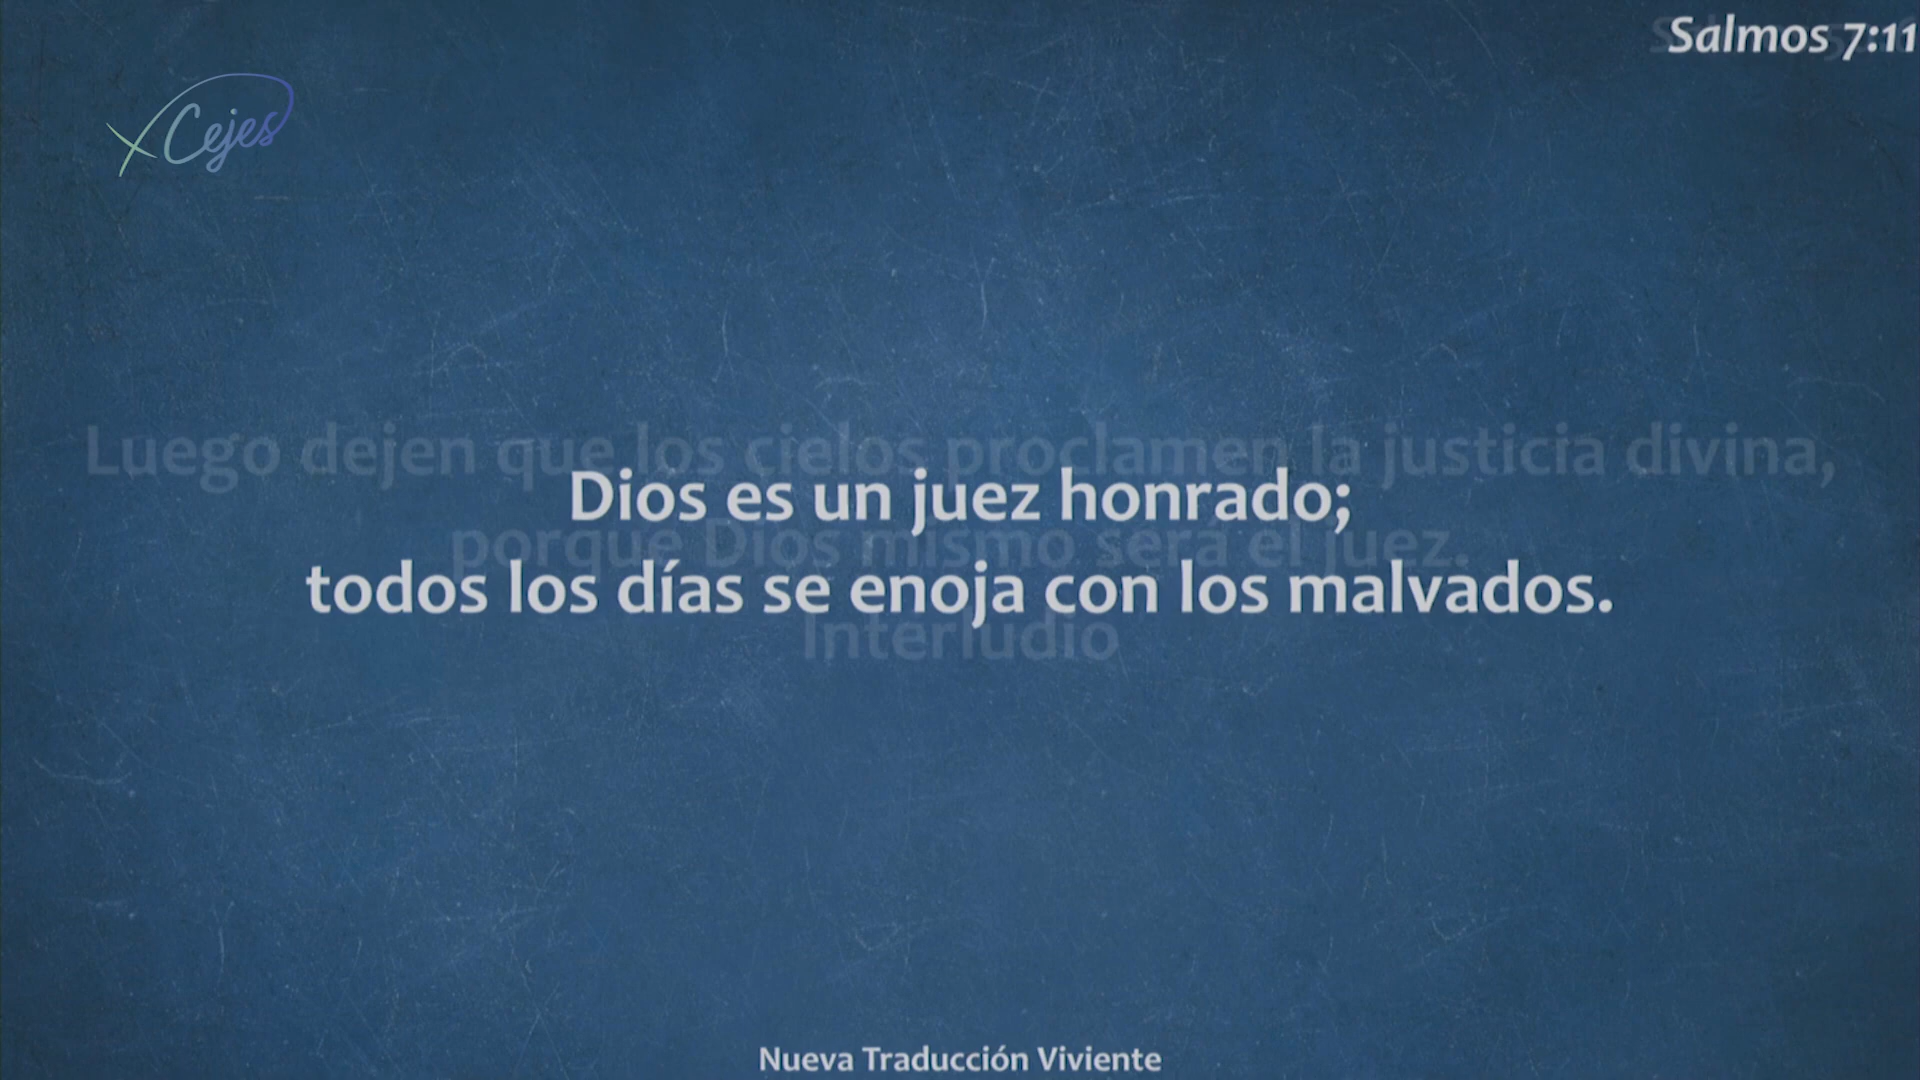 Salmos 7:11
Cejes
Luego dejen que los cielos proclamen la justicia divina,
Dios es un juez honrado;
porque Dios mismo será el juez.
todos los días se enoja con los malvados.
Interludio
Nueva Traducción Viviente